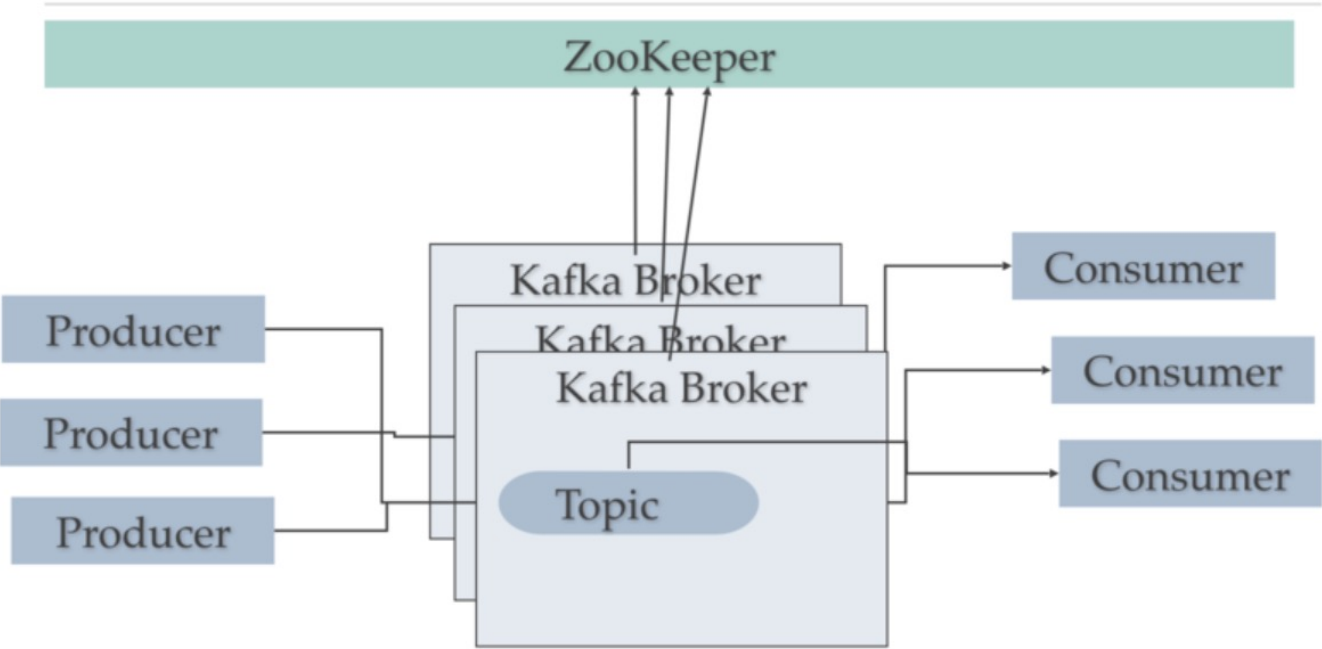 ZooKeeper
Kafka Broker
Kafka Broker
Kafka Broker
Producer
Producer
Producer
Topic
Consumer
Consumer
Consumer